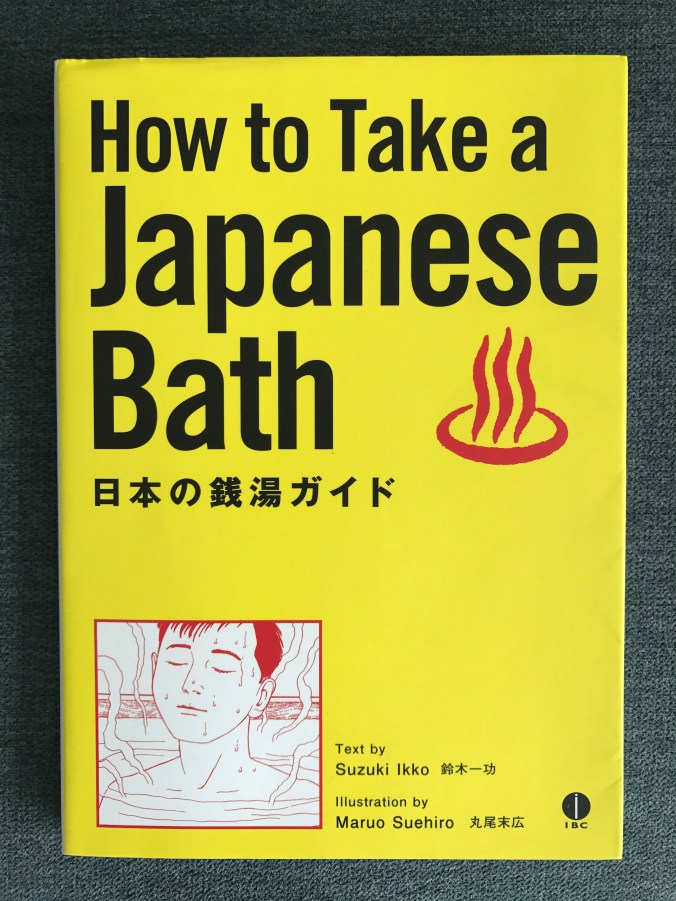 How to Take a
Japanese
Bath
日本の銭湯ガイド
Text by
Suzuki Ikko 鈴木一功
Illustration by
Maruo Suehiro 丸尾末広
i
IBC